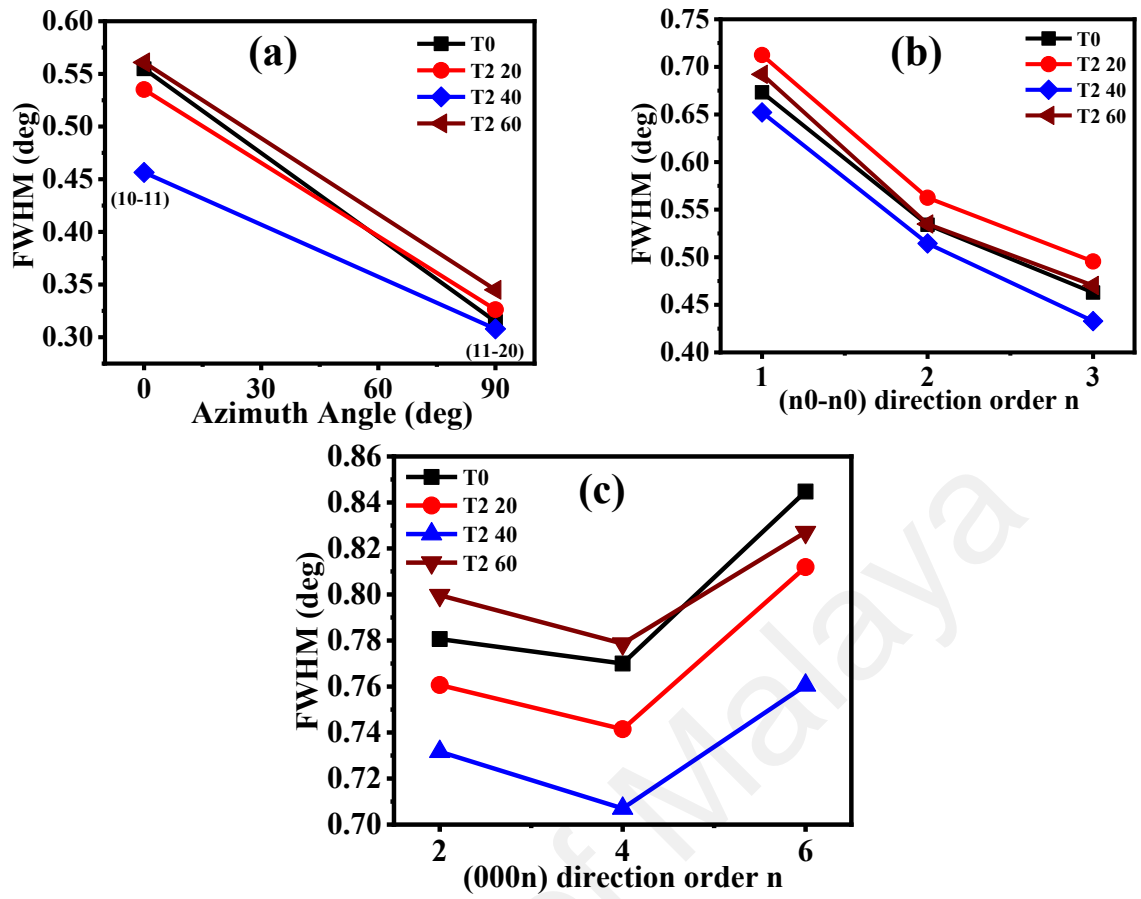 (a)
T0
T2 20
T2 40
T2 60
FWHM (deg)
0.60
0.55
0.50
0.45
0.40
0.35
0.30
(10-11)
(11-20)
0
30
60
90
Azimuth Angle (deg)
(b)
T0
T2 20
T2 40
T2 60
FWHM (deg)
0.75
0.70
0.65
0.60
0.55
0.50
0.45
0.40
1
2
3
(n0-n0) direction order n
(c)
T0
T2 20
T2 40
T2 60
FWHM (deg)
0.86
0.84
0.82
0.80
0.78
0.76
0.74
0.72
0.70
2
4
6
(000n) direction order n
of Malaya